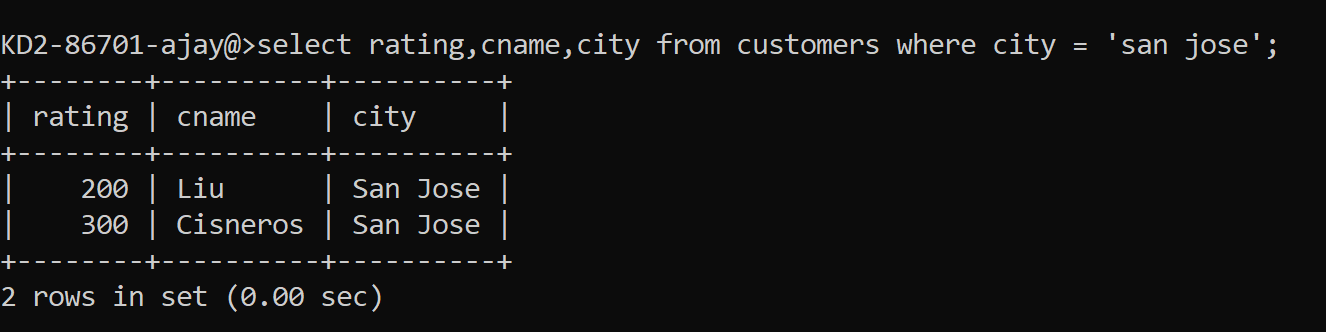 KD2-86701-ajay@>select rating,cname,city from customers where city = 'san jose';
+--------+----------+----------+
| rating | cname    | city     |
+--------+----------+----------+
|    200 | Liu      | San Jose |
|    300 | Cisneros | San Jose |
+--------+----------+----------+
2 rows in set (0.00 sec)